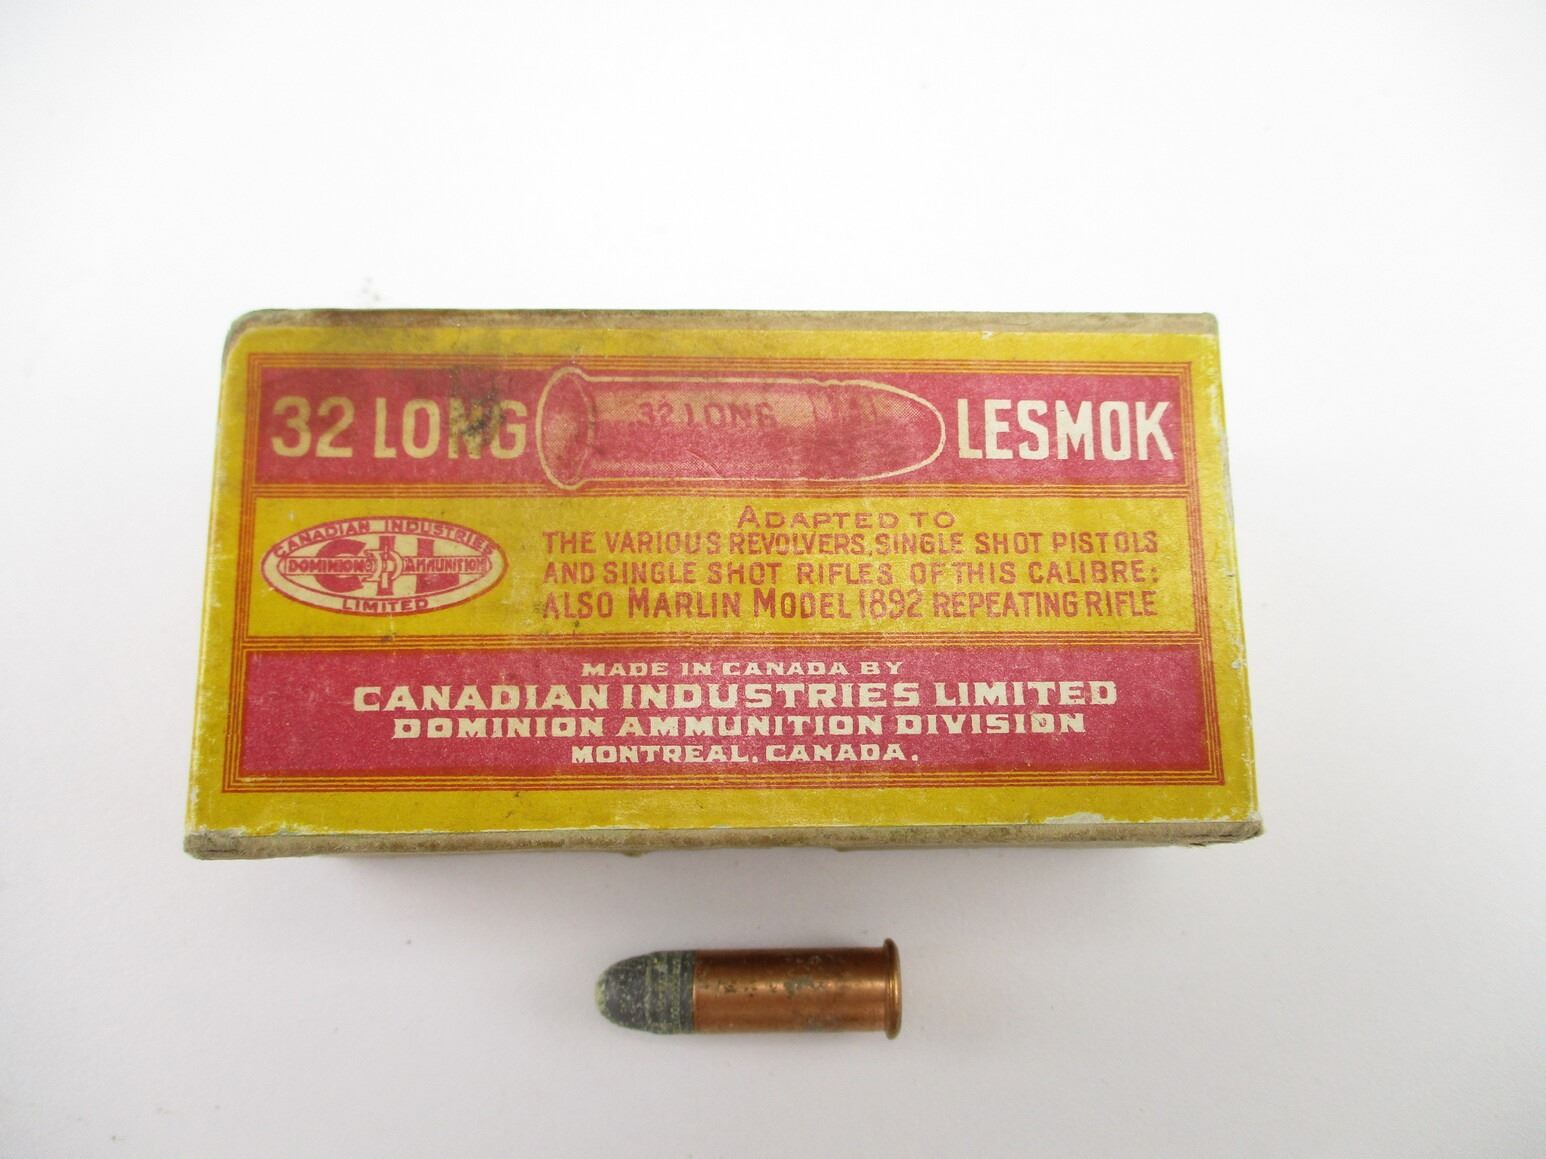 32 LONG
32 LONG
LESMOK
CANADIAN INDUSTRIES
CIL
DOMINION AMMUNITION
LIMITED
ADAPTED TO
THE VARIOUS REVOLVERS, SINGLE SHOT PISTOLS
AND SINGLE SHOT RIFLES OF THIS CALIBRE:
ALSO MARLIN MODEL 1892 REPEATING RIFLE
MADE IN CANADA BY
CANADIAN INDUSTRIES LIMITED
DOMINION AMMUNITION DIVISION
MONTREAL, CANADA.